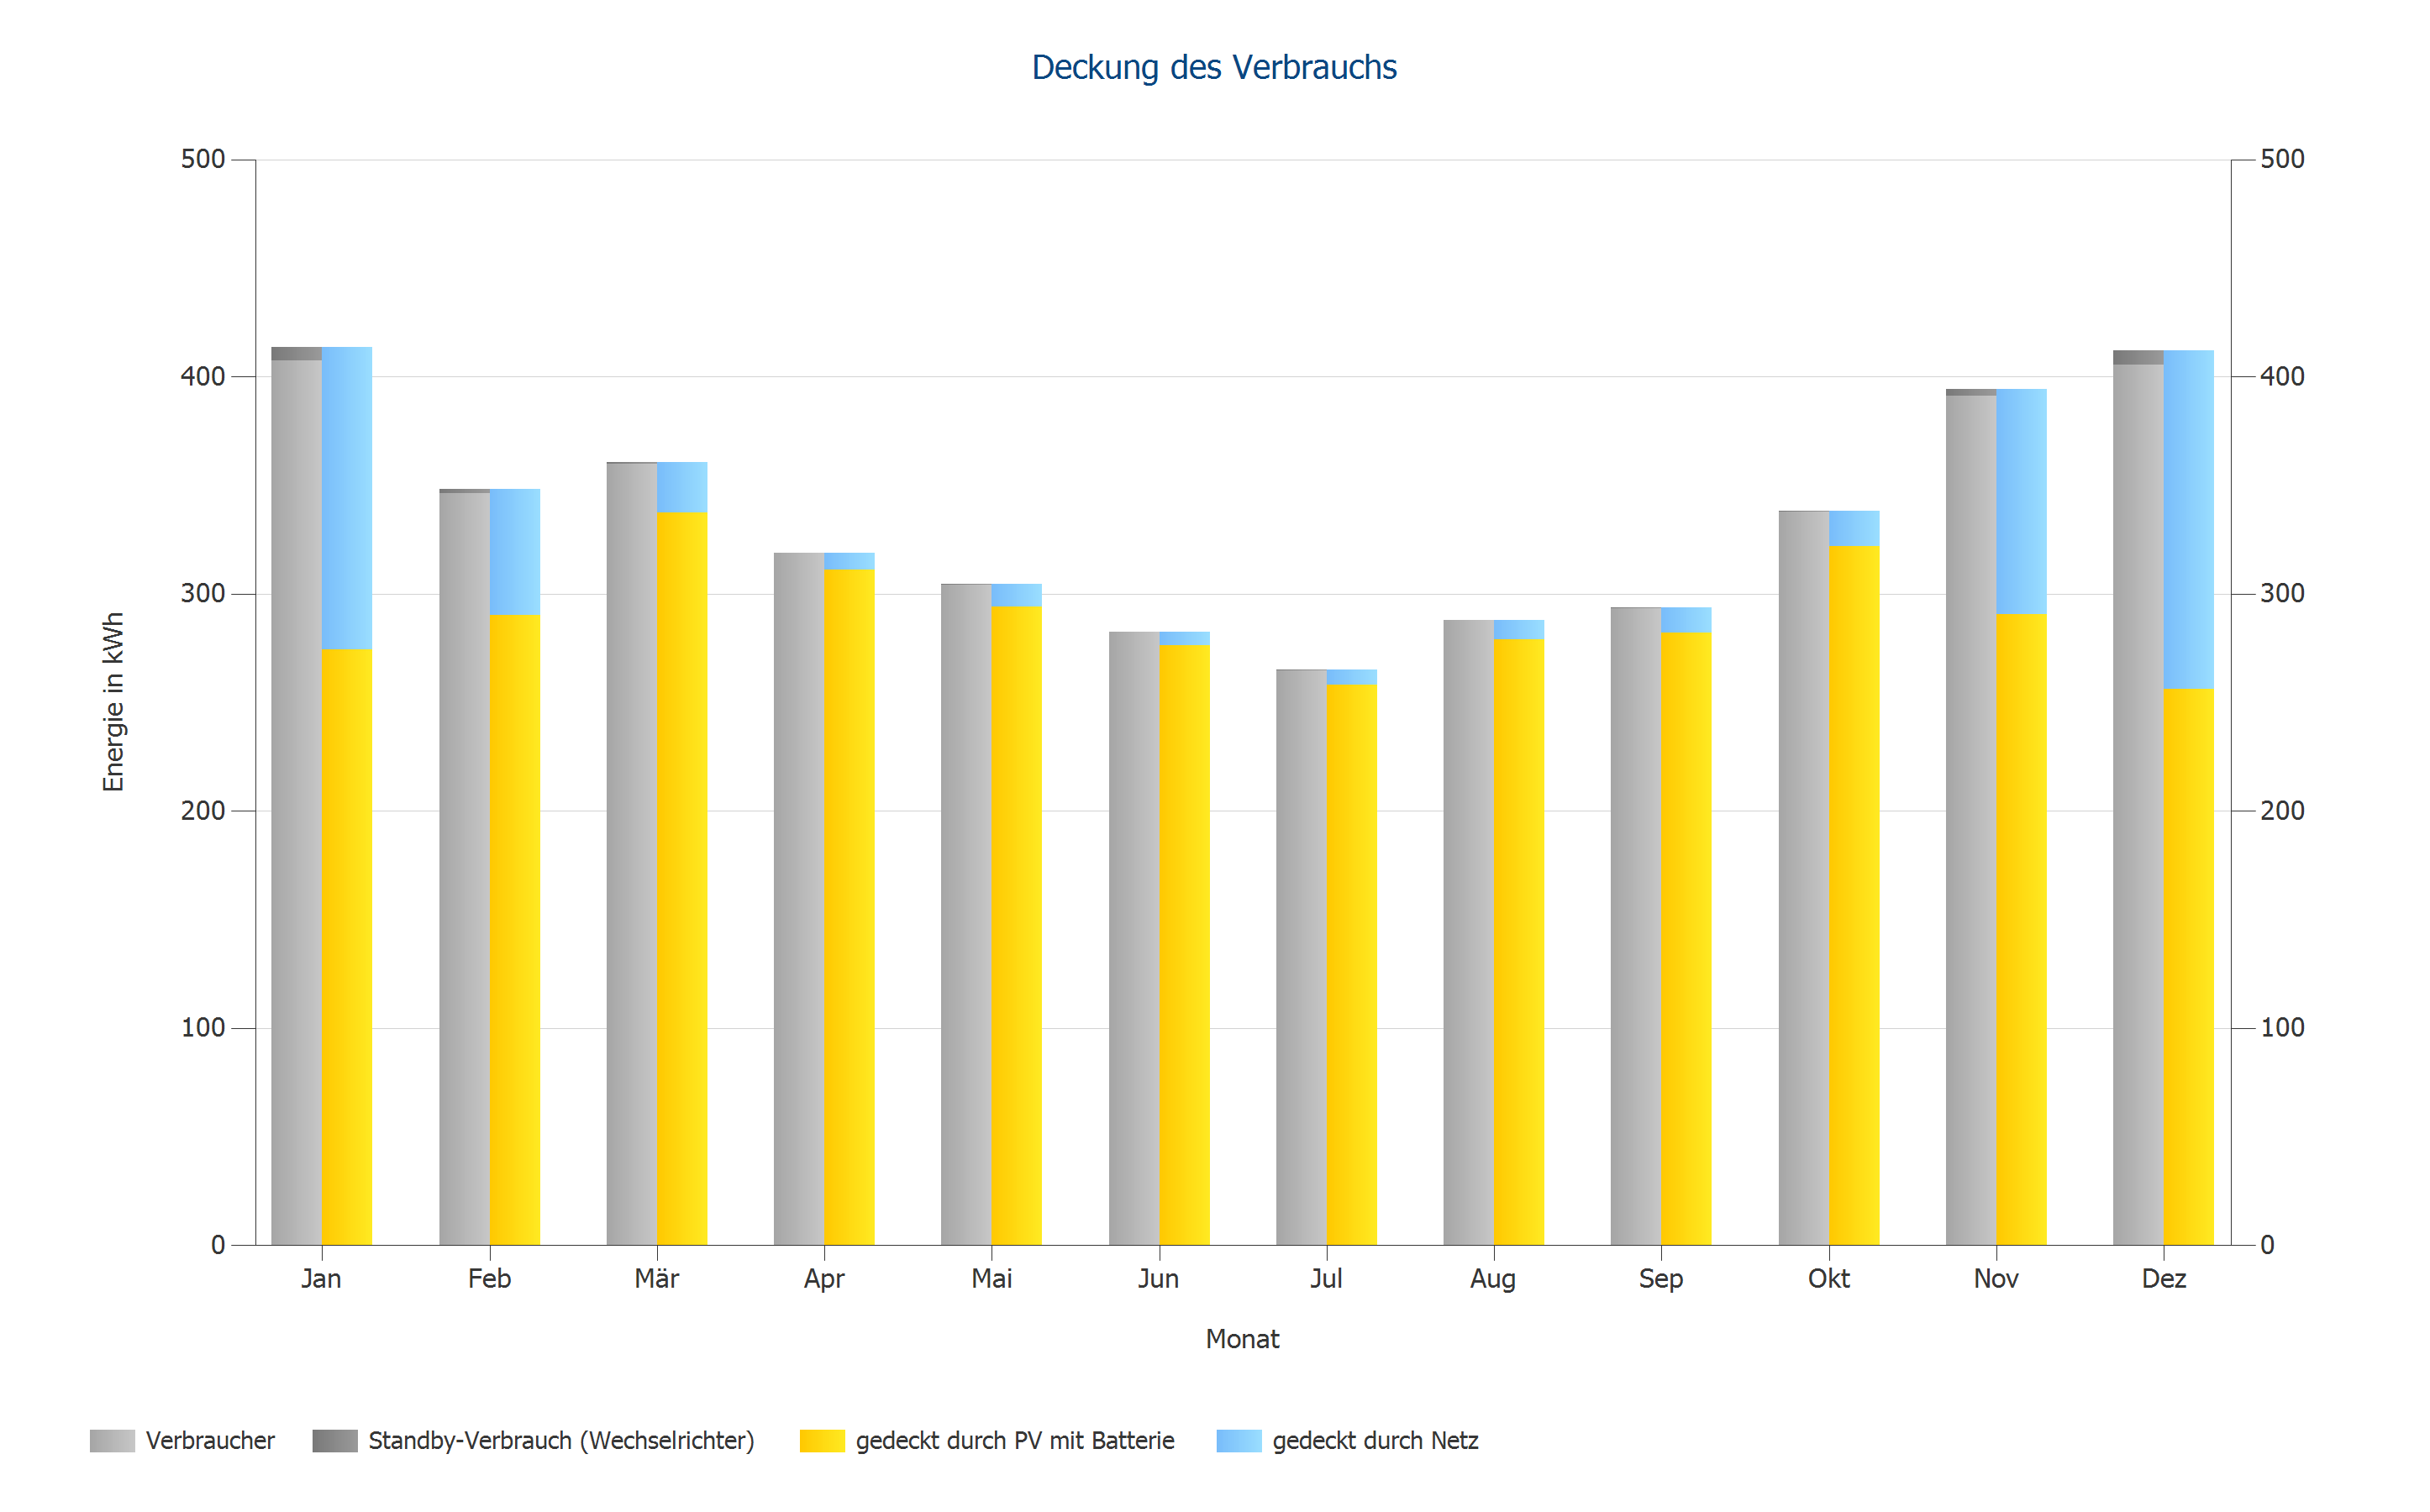 Deckung des Verbrauchs
500 500
400 400
300 300
Energie in kWh
200 200
100 100
0 0
Jan Feb Mär Apr Mai Jun Jul Aug Sep Okt Nov Dez
Monat
Verbraucher Standby-Verbrauch (Wechselrichter) gedeckt durch PV mit Batterie gedeckt durch Netz